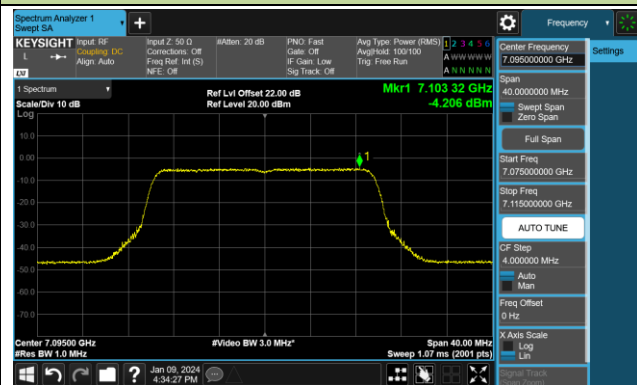 Spectrum Analyzer 1
Swept SA
Frequency
KEYSIGHT
L
LXI
Input: RF
Coupling: DC
Align: Auto
Input Z: 50 Ω
Corrections: Off
Freq Ref: Int (S)
NFE: Off
#Atten: 20 dB
PNO: Fast
Gate: Off
IF Gain: Low
Sig Track: Off
Avg Type: Power (RMS)
Avg|Hold: 100/100
Trig: Free Run
1 2 3 4 5 6
A W W W W W
A N N N N N
1 Spectrum
Scale/Div 10 dB
Log
Ref Lvl Offset 22.00 dB
Ref Level 20.00 dBm
Mkr1 7.103 32 GHz
-4.206 dBm
1
10.0
0.00
-10.0
-20.0
-30.0
-40.0
-50.0
-60.0
-70.0
Center 7.09500 GHz
#Res BW 1.0 MHz
#Video BW 3.0 MHz*
Span 40.00 MHz
Sweep 1.07 ms (2001 pts)
Jan 09, 2024
4:34:27 PM
Center Frequency
7.095000000 GHz
Settings
Span
40.0000000 MHz
Swept Span
Zero Span
Full Span
Start Freq
7.075000000 GHz
Stop Freq
7.115000000 GHz
AUTO TUNE
CF Step
4.000000 MHz
Auto
Man
Freq Offset
0 Hz
X Axis Scale
Log
Lin
Signal Track
(Span Zoom)